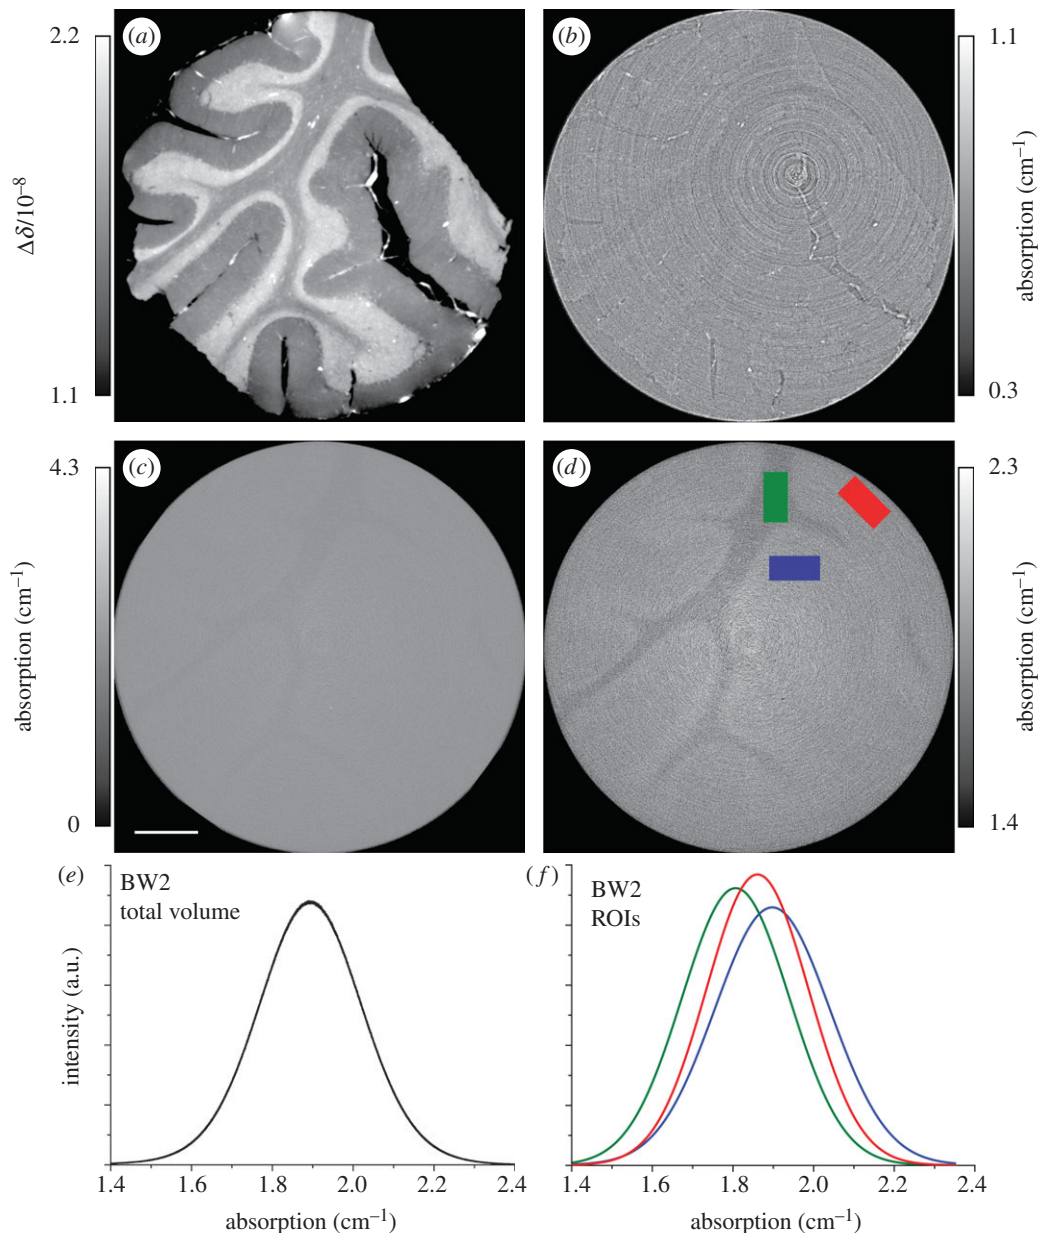 2.2
(a)
Δδ/10⁻⁸
1.1
(b)
1.1
absorption (cm⁻¹)
0.3
4.3
(c)
absorption (cm⁻¹)
0
(d)
2.3
absorption (cm⁻¹)
1.4
(e)
BW2
total volume
intensity (a.u.)
1.4 1.6 1.8 2.0 2.2 2.4
absorption (cm⁻¹)
(f)
BW2
ROIs
1.4 1.6 1.8 2.0 2.2 2.4
absorption (cm⁻¹)